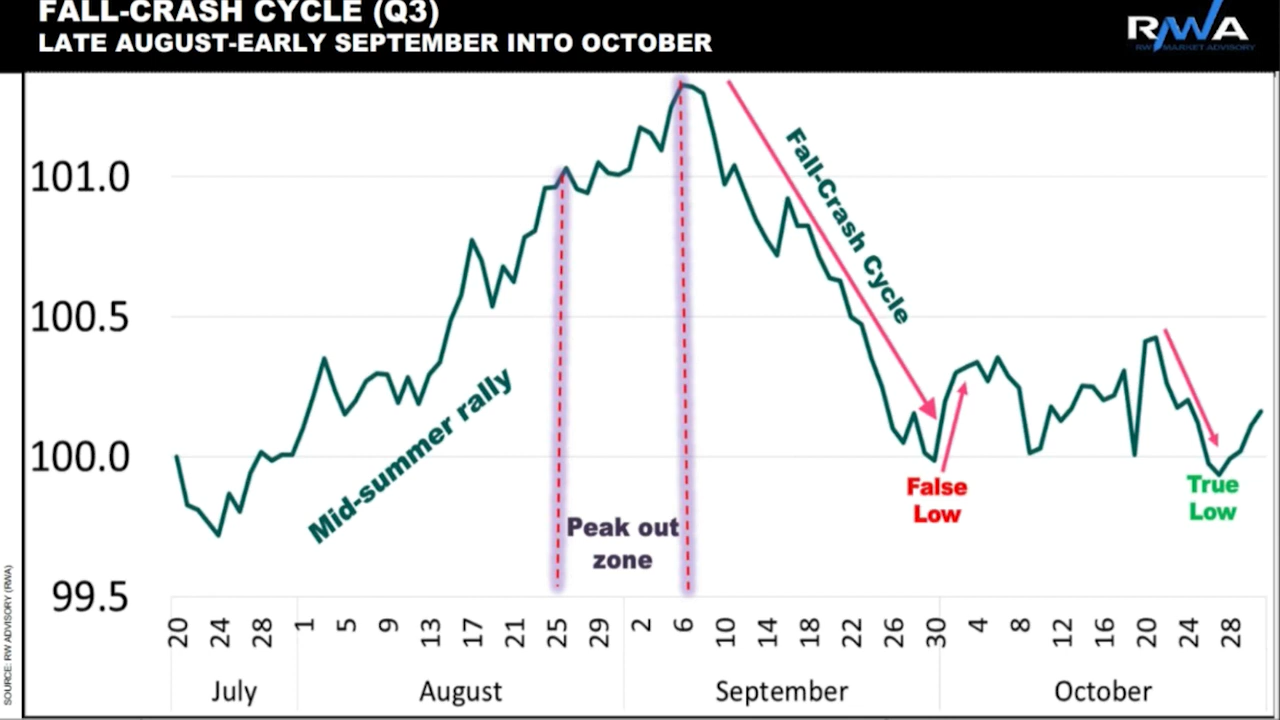 FALL-CRASH CYCLE (Q3)
LATE AUGUST-EARLY SEPTEMBER INTO OCTOBER
RWA
RW MARKET ADVISORY
101.0
100.5
100.0
99.5
Mid-summer rally
Peak out
zone
Fall-Crash Cycle
False
Low
True
Low
20 24 28 1 5 9 13 17 21 25 29 2 6 10 14 18 22 26 30 4 8 12 16 20 24 28
July August September October
SOURCE: RW ADVISORY (RWA)